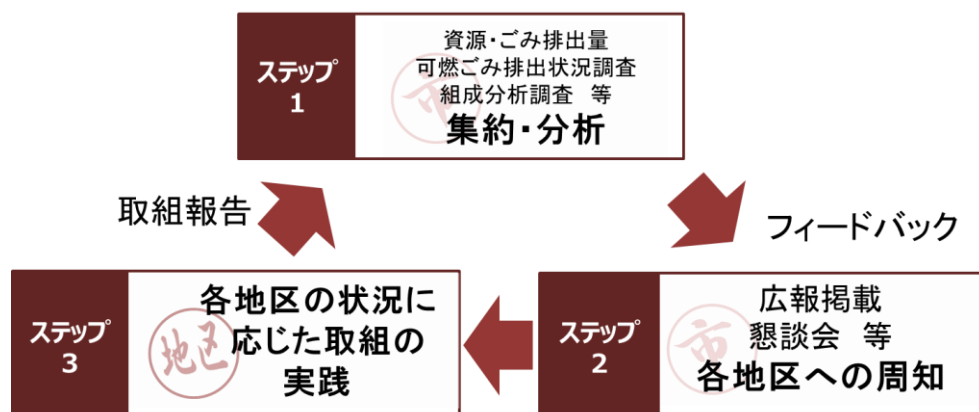 ステップ
1
市
資源・ごみ排出量
可燃ごみ排出状況調査
組成分析調査 等
集約・分析
取組報告
フィードバック
ステップ
3
地区
各地区の状況に
応じた取組の
実践
ステップ
2
市
広報掲載
懇談会 等
各地区への周知